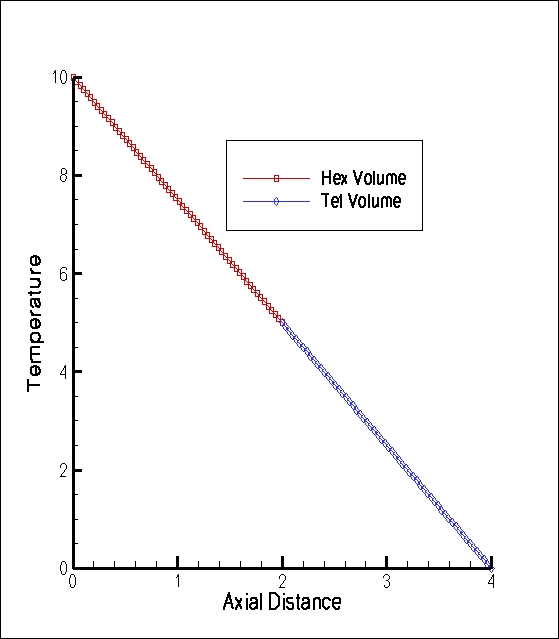 10
8
6
4
2
0
Temperature
Hex Volume
Tet Volume
0 1 2 3 4
Axial Distance